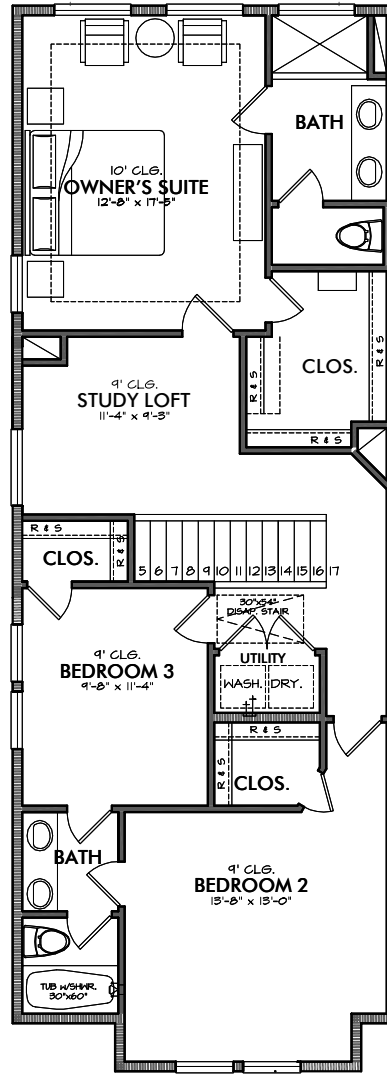 BATH
10' CLG.
OWNER'S SUITE
12'-8" x 17'-5"
CLOS.
R & S
R & S
R & S
9' CLG.
STUDY LOFT
11'-4" x 9'-3"
R & S
R & S
CLOS.
5 6 7 8 9 10 11 12 13 14 15 16 17
30"x54"
DISAP. STAIR
UTILITY
WASH. DRY.
9' CLG.
BEDROOM 3
9'-8" x 11'-4"
R & S
R & S
CLOS.
BATH
9' CLG.
BEDROOM 2
13'-8" x 13'-0"
TUB W/SHWR.
30"x60"